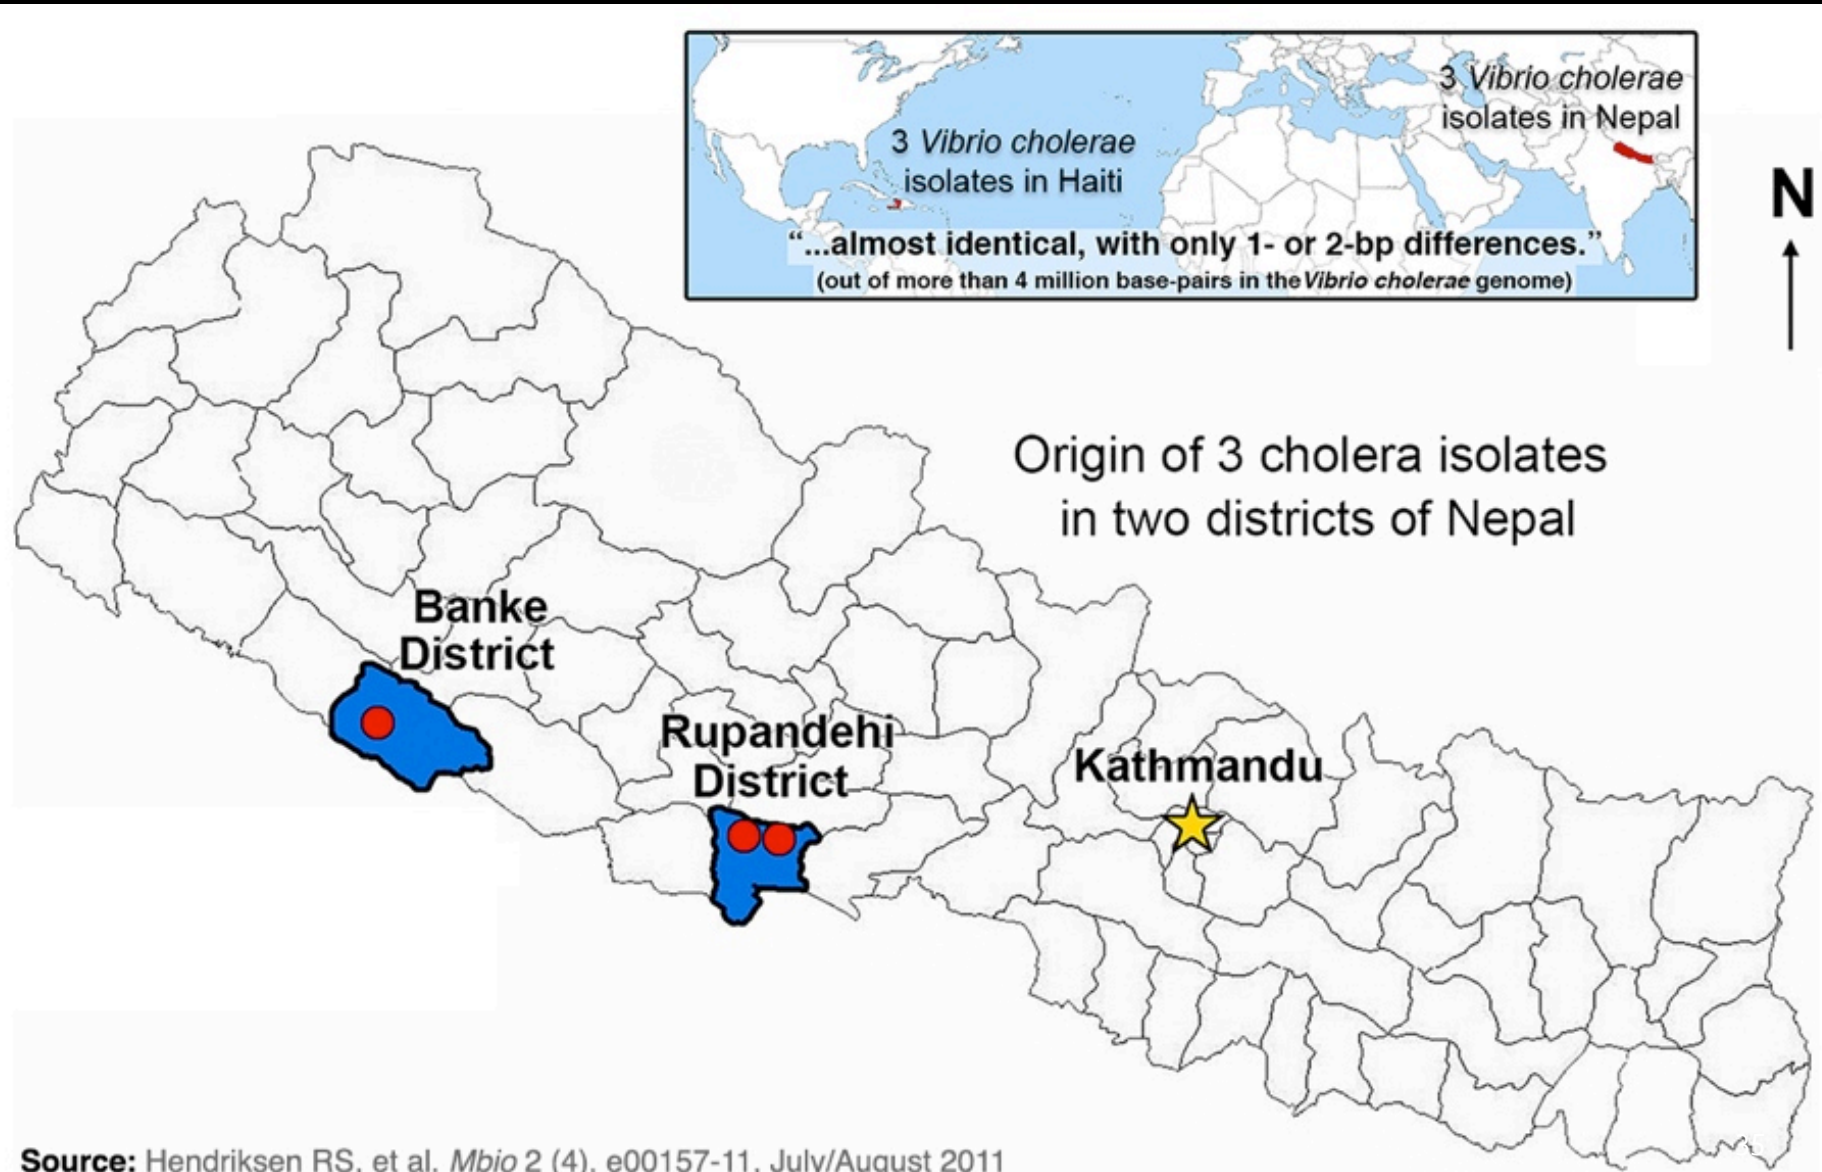 3 Vibrio cholerae
isolates in Nepal
3 Vibrio cholerae
isolates in Haiti
“...almost identical, with only 1- or 2-bp differences.”
(out of more than 4 million base-pairs in the Vibrio cholerae genome)
N
Origin of 3 cholera isolates
in two districts of Nepal
Banke
District
Rupandehi
District
Kathmandu
Source: Hendriksen RS, et al. Mbio 2 (4), e00157-11, July/August 2011